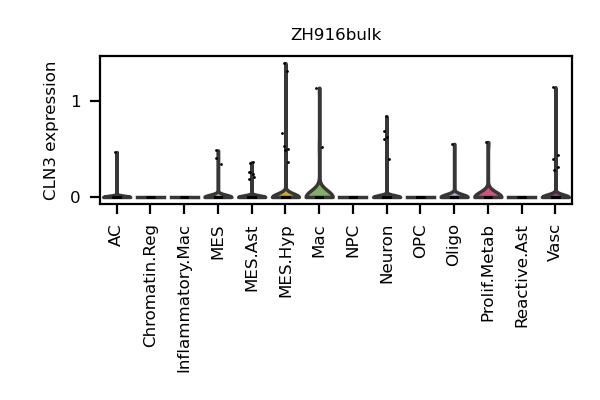 ZH916bulk
CLN3 expression
1
0
AC
Chromatin.Reg
Inflammatory.Mac
MES
MES.Ast
MES.Hyp
Mac
NPC
Neuron
OPC
Oligo
Prolif.Metab
Reactive.Ast
Vasc